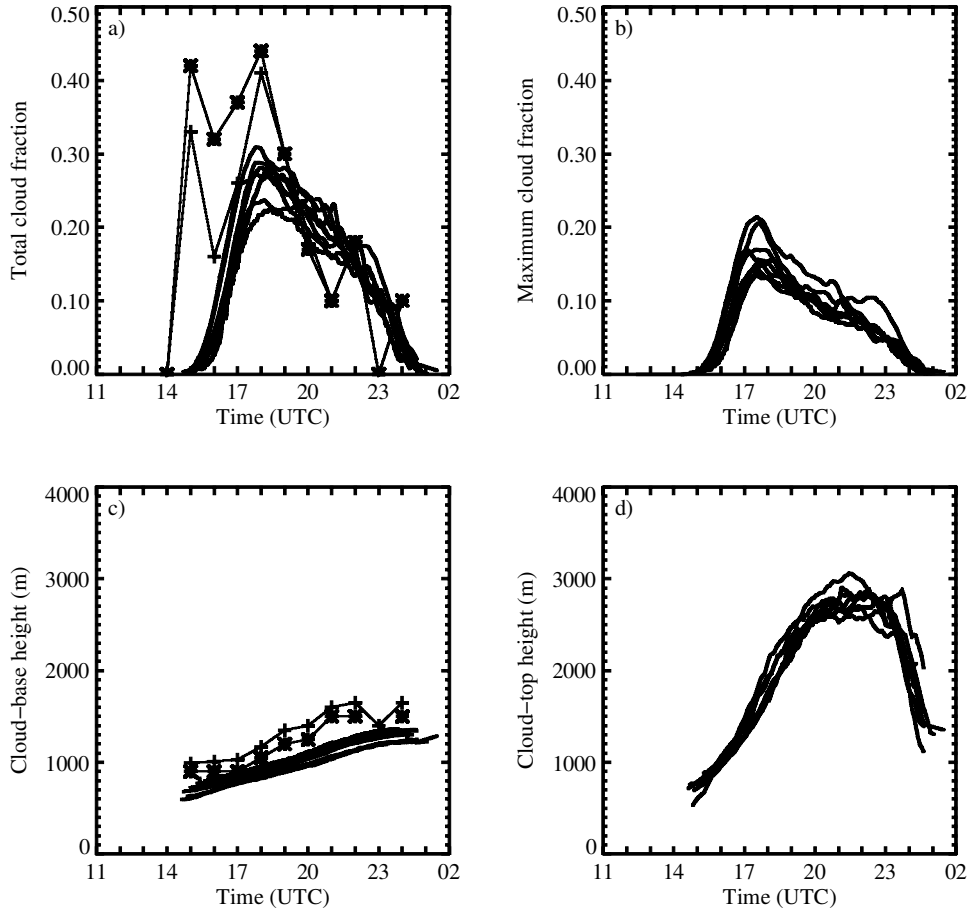 a)
0.50
0.40
0.30
0.20
0.10
0.00
Total cloud fraction
11 14 17 20 23 02
Time (UTC)
b)
0.50
0.40
0.30
0.20
0.10
0.00
Maximum cloud fraction
11 14 17 20 23 02
Time (UTC)
c)
4000
3000
2000
1000
0
Cloud−base height (m)
11 14 17 20 23 02
Time (UTC)
d)
4000
3000
2000
1000
0
Cloud−top height (m)
11 14 17 20 23 02
Time (UTC)